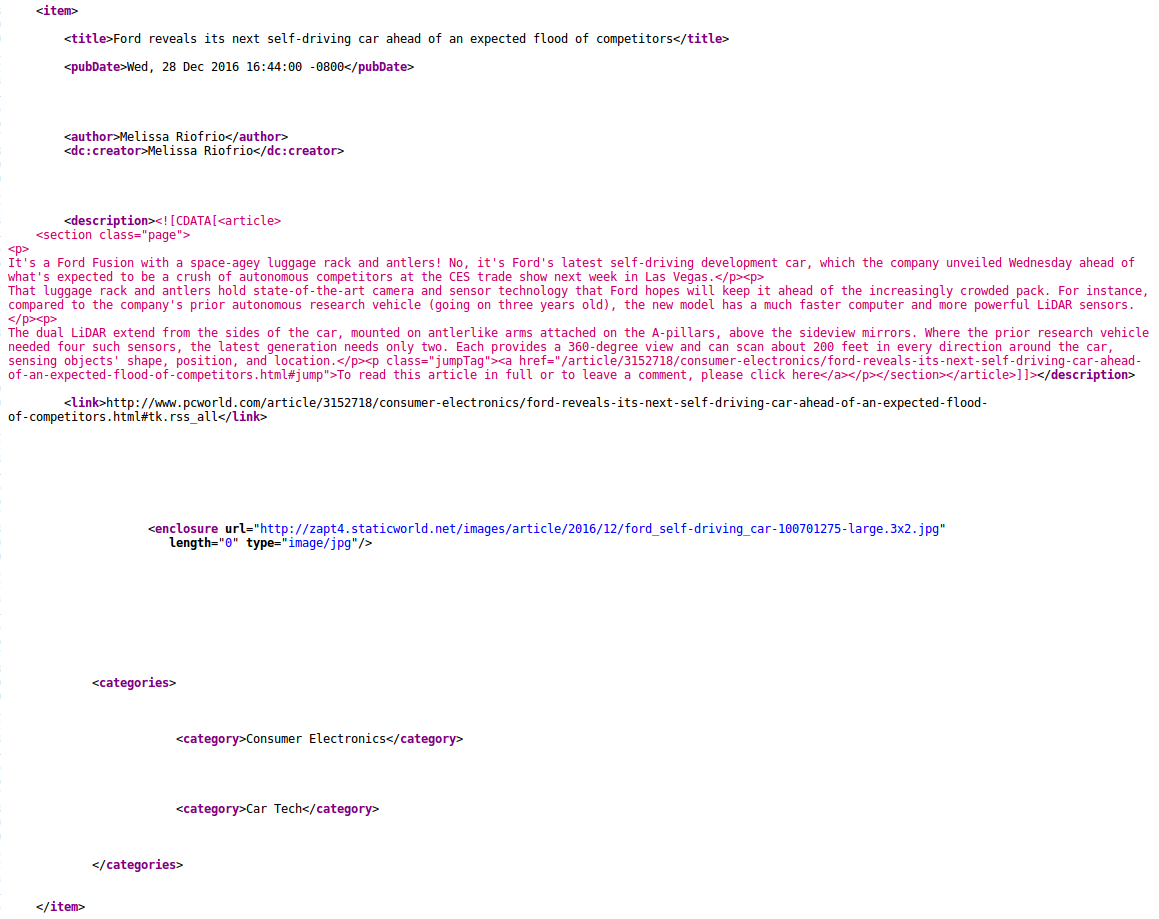 <item>
<title>Ford reveals its next self-driving car ahead of an expected flood of competitors</title>
<pubDate>Wed, 28 Dec 2016 16:44:00 -0800</pubDate>
<author>Melissa Riofrio</author>
<dc:creator>Melissa Riofrio</dc:creator>
<description><![CDATA[<article>
<section class="page">
<p>
It's a Ford Fusion with a space-agey luggage rack and antlers! No, it's Ford's latest self-driving development car, which the company unveiled Wednesday ahead of
what's expected to be a crush of autonomous competitors at the CES trade show next week in Las Vegas.</p><p>
That luggage rack and antlers hold state-of-the-art camera and sensor technology that Ford hopes will keep it ahead of the increasingly crowded pack. For instance,
compared to the company's prior autonomous research vehicle (going on three years old), the new model has a much faster computer and more powerful LiDAR sensors.
</p><p>
The dual LiDAR extend from the sides of the car, mounted on antlerlike arms attached on the A-pillars, above the sideview mirrors. Where the prior research vehicle
needed four such sensors, the latest generation needs only two. Each provides a 360-degree view and can scan about 200 feet in every direction around the car,
sensing objects' shape, position, and location.</p><p class="jumpTag"><a href="/article/3152718/consumer-electronics/ford-reveals-its-next-self-driving-car-ahead-
of-an-expected-flood-of-competitors.html#jump">To read this article in full or to leave a comment, please click here</a></p></section></article>]]></description>
<link>http://www.pcworld.com/article/3152718/consumer-electronics/ford-reveals-its-next-self-driving-car-ahead-of-an-expected-flood-
of-competitors.html#tk.rss_all</link>
<enclosure url="http://zapt4.staticworld.net/images/article/2016/12/ford_self-driving_car-100701275-large.3x2.jpg"
length="0" type="image/jpg"/>
<categories>
<category>Consumer Electronics</category>
<category>Car Tech</category>
</categories>
</item>